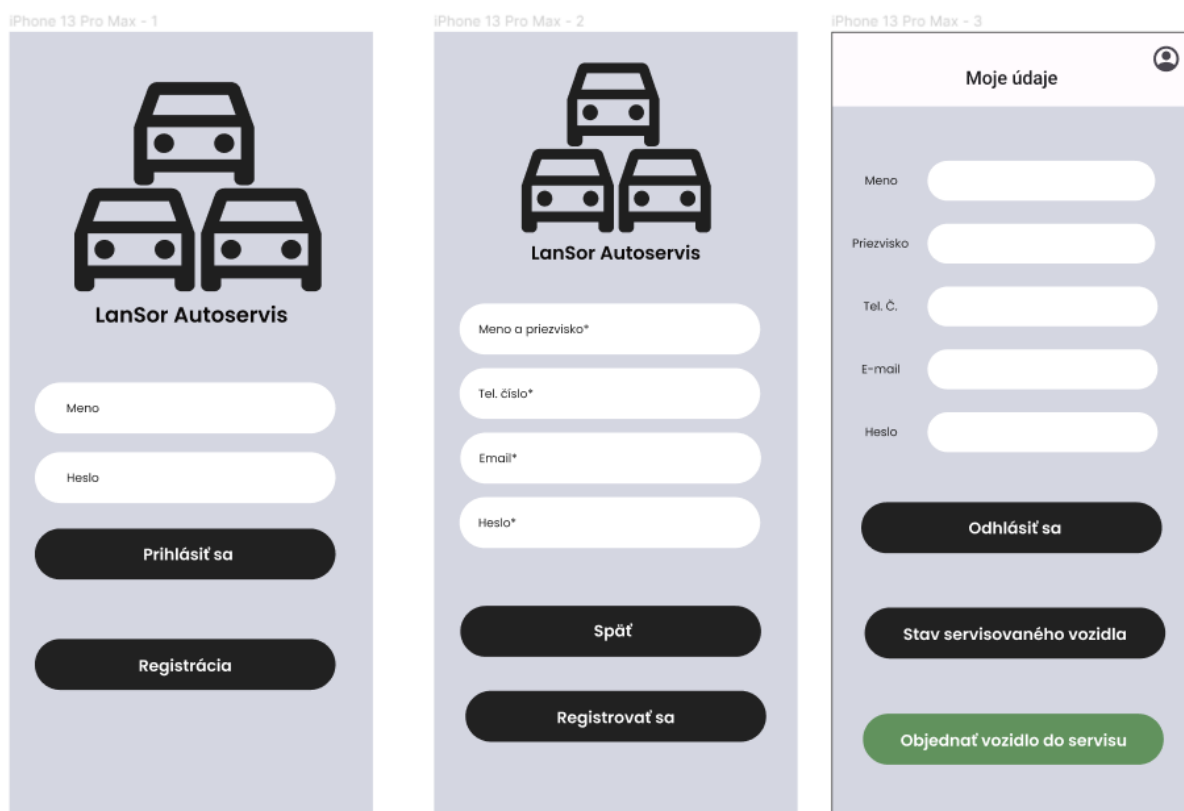 iPhone 13 Pro Max - 1
LanSor Autoservis
Meno
Heslo
Prihlásiť sa
Registrácia
iPhone 13 Pro Max - 2
LanSor Autoservis
Meno a priezvisko*
Tel. číslo*
Email*
Heslo*
Späť
Registrovať sa
iPhone 13 Pro Max - 3
Moje údaje
Meno
Priezvisko
Tel. Č.
E-mail
Heslo
Odhlásiť sa
Stav servisovaného vozidla
Objednať vozidlo do servisu